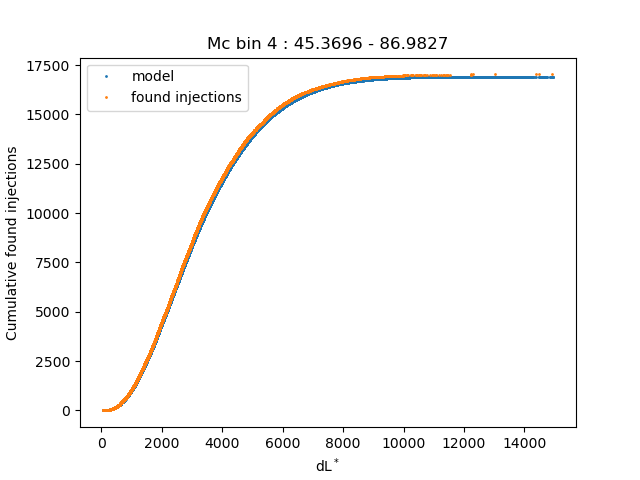 Mc bin 4 : 45.3696 - 86.9827
17500
15000
12500
10000
7500
5000
2500
0
Cumulative found injections
model
found injections
0 2000 4000 6000 8000 10000 12000 14000
dL*